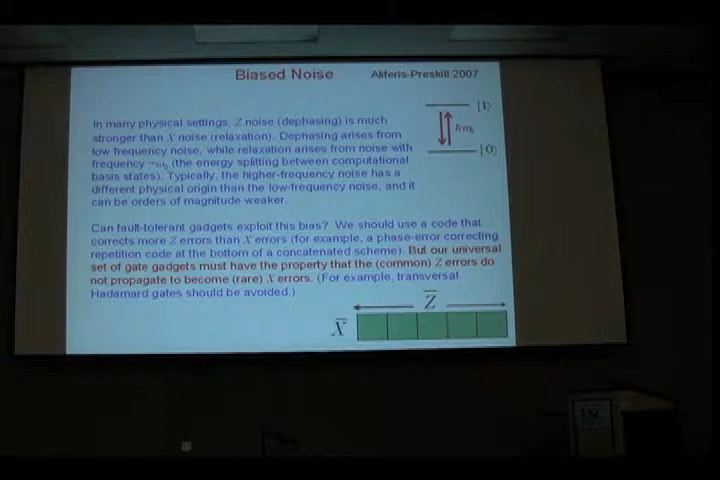 Biased Noise Aliferis-Preskill 2007
In many physical settings, Z noise (dephasing) is much
stronger than X noise (relaxation). Dephasing arises from
low frequency noise, while relaxation arises from noise with
frequency ~ω₀ (the energy splitting between computational
basis states). Typically, the higher-frequency noise has a
different physical origin than the low-frequency noise, and it
can be orders of magnitude weaker.
|1⟩
ħω₀
|0⟩
Can fault-tolerant gadgets exploit this bias? We should use a code that
corrects more Z errors than X errors (for example, a phase-error correcting
repetition code at the bottom of a concatenated scheme). But our universal
set of gate gadgets must have the property that the (common) Z errors do
not propagate to become (rare) X errors. (For example, transversal
Hadamard gates should be avoided.)
Z̅
X̅